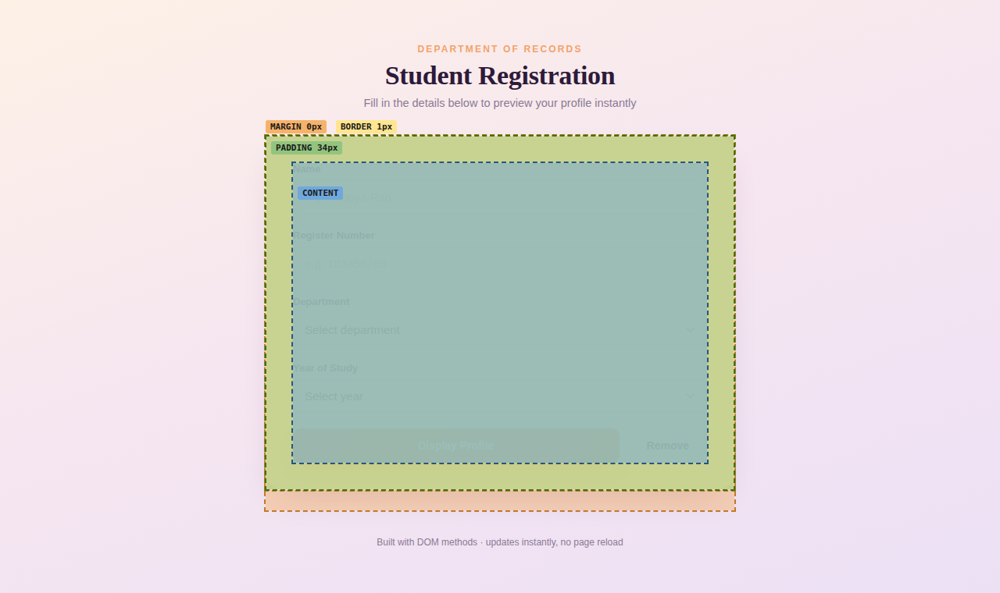 DEPARTMENT OF RECORDS
Student Registration
Fill in the details below to preview your profile instantly
MARGIN 0px BORDER 1px
PADDING 34px
Name
CONTENT
Register Number
Department
Select department
Year of Study
Select year
Display Profile Remove
Built with DOM methods · updates instantly, no page reload